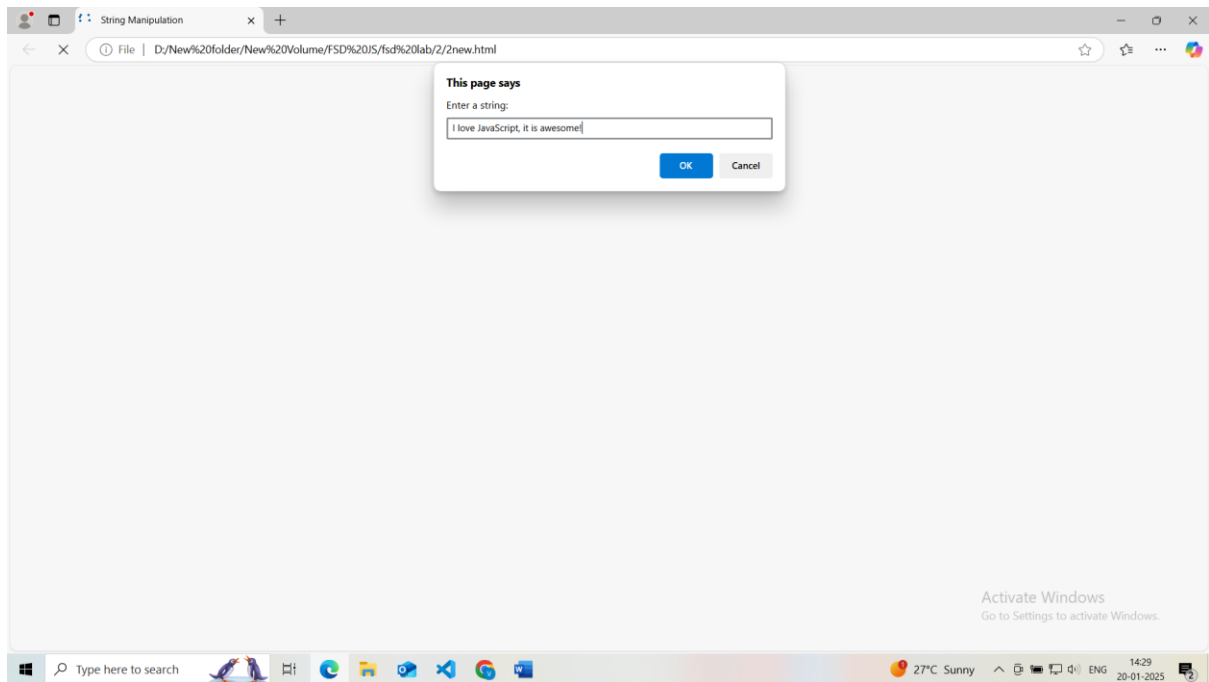 String Manipulation
File | D:/New%20folder/New%20Volume/FSD%20JS/fsd%20lab/2/2new.html
This page says
Enter a string:
I love JavaScript, it is awesome!
OK Cancel
Activate Windows
Go to Settings to activate Windows.
Type here to search
27°C Sunny
ENG
14:29
20-01-2025